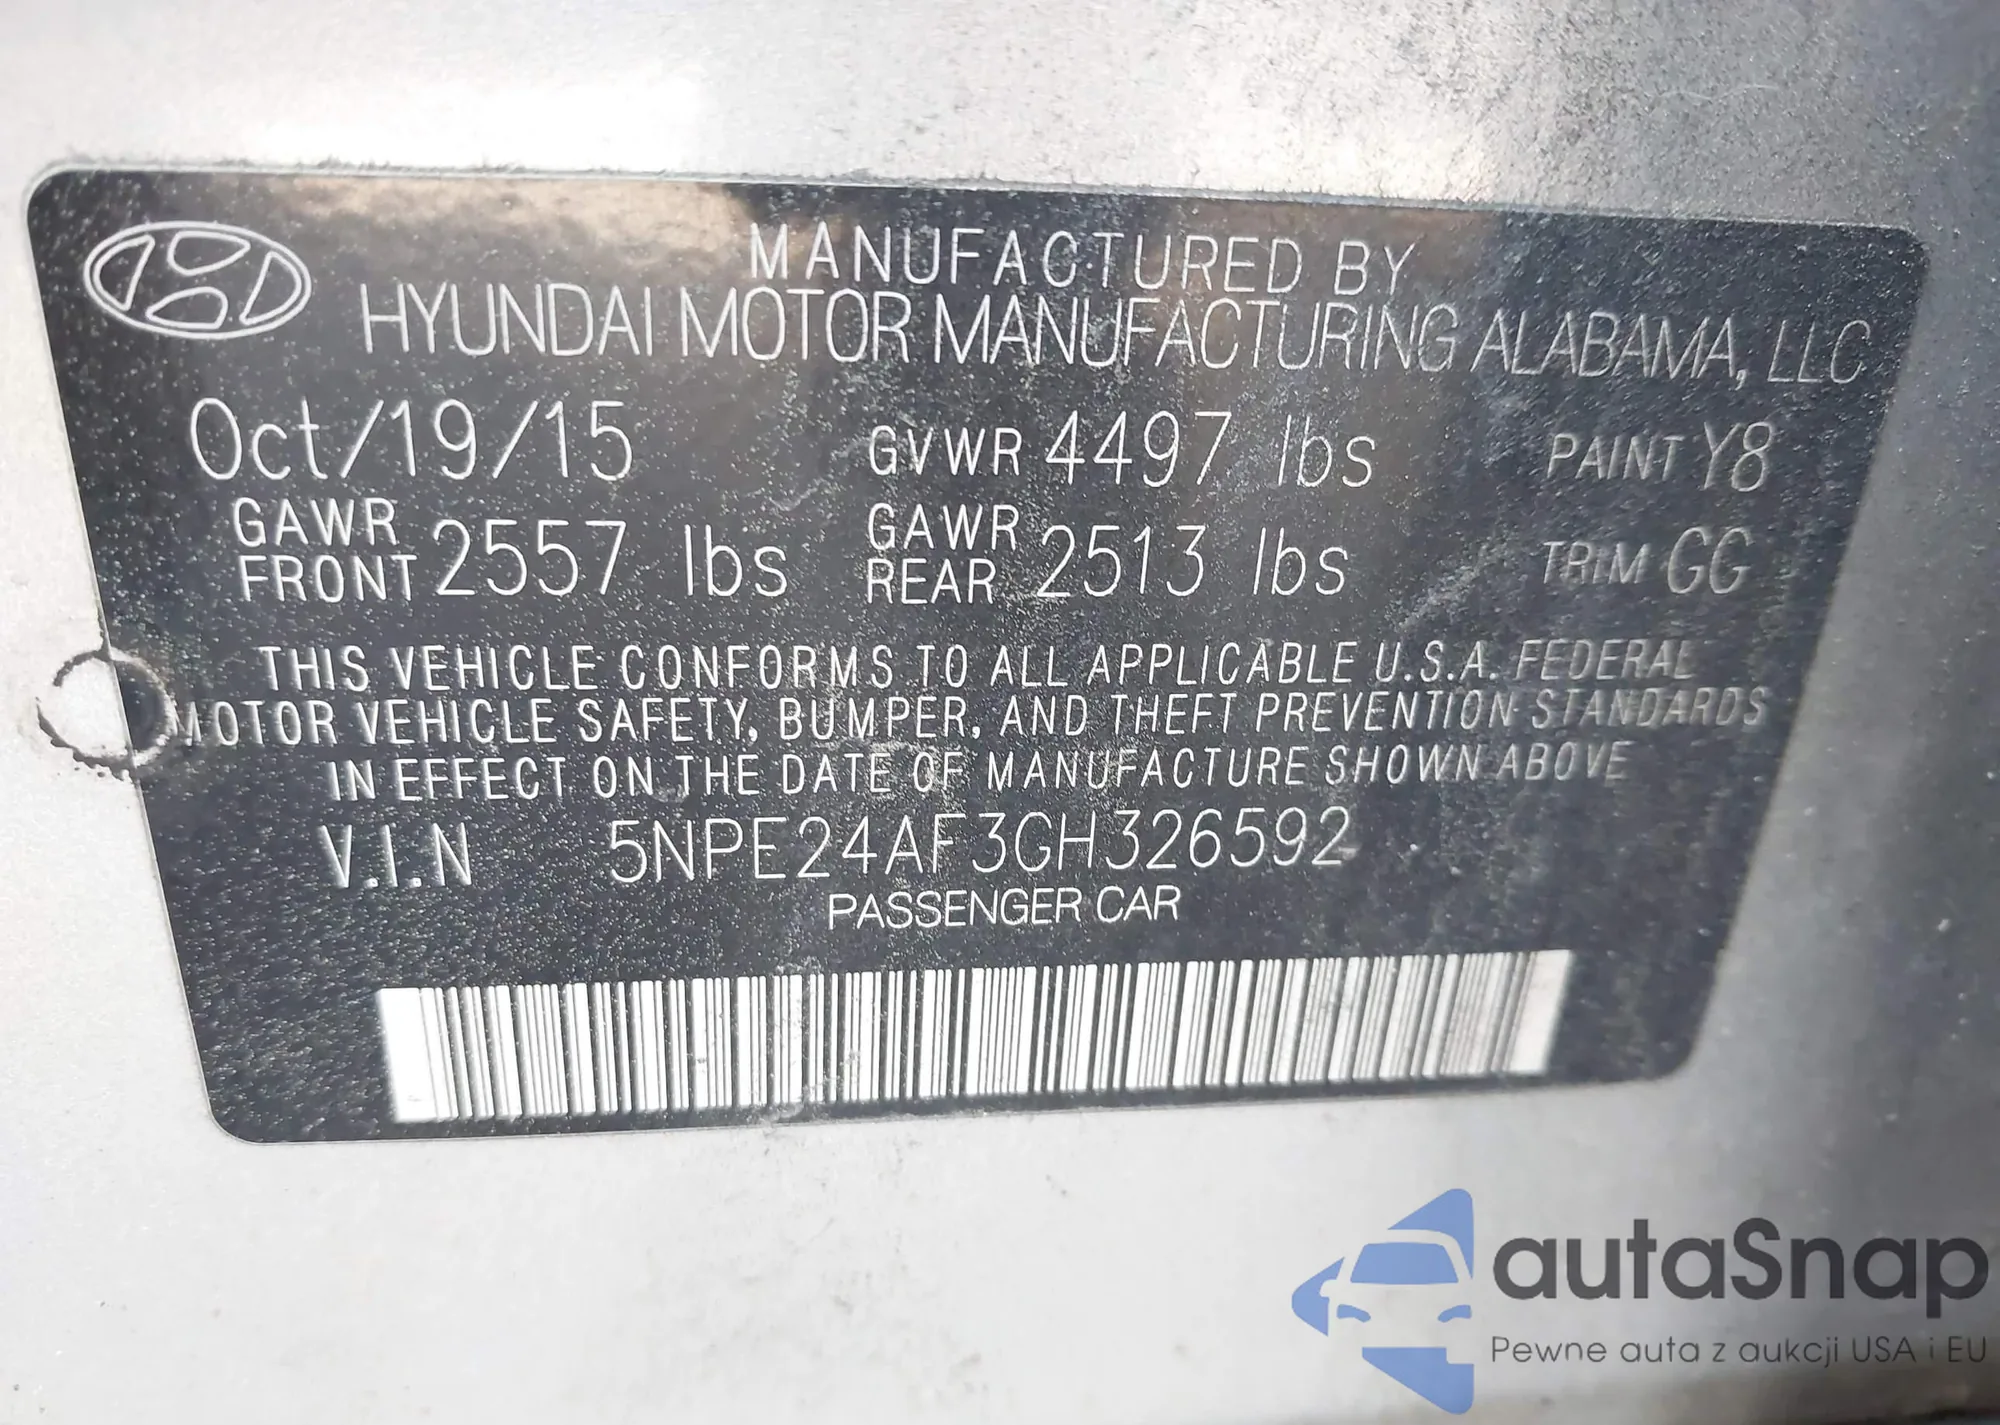 MANUFACTURED BY
HYUNDAI MOTOR MANUFACTURING ALABAMA, LLC
Oct/19/15 GVWR 4497 lbs PAINT Y8
GAWR FRONT 2557 lbs GAWR REAR 2513 lbs TRIM GG
THIS VEHICLE CONFORMS TO ALL APPLICABLE U.S.A. FEDERAL
MOTOR VEHICLE SAFETY, BUMPER, AND THEFT PREVENTION STANDARDS
IN EFFECT ON THE DATE OF MANUFACTURE SHOWN ABOVE
V.I.N 5NPE24AF3GH326592
PASSENGER CAR
autaSnap
Pewne auta z aukcji USA i EU